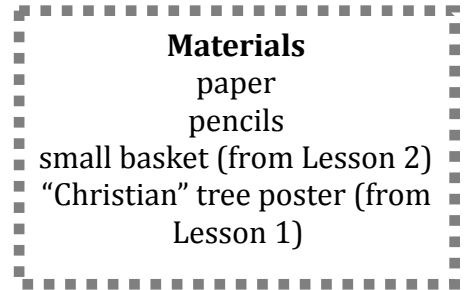 Materials
paper
pencils
small basket (from Lesson 2)
“Christian” tree poster (from
Lesson 1)